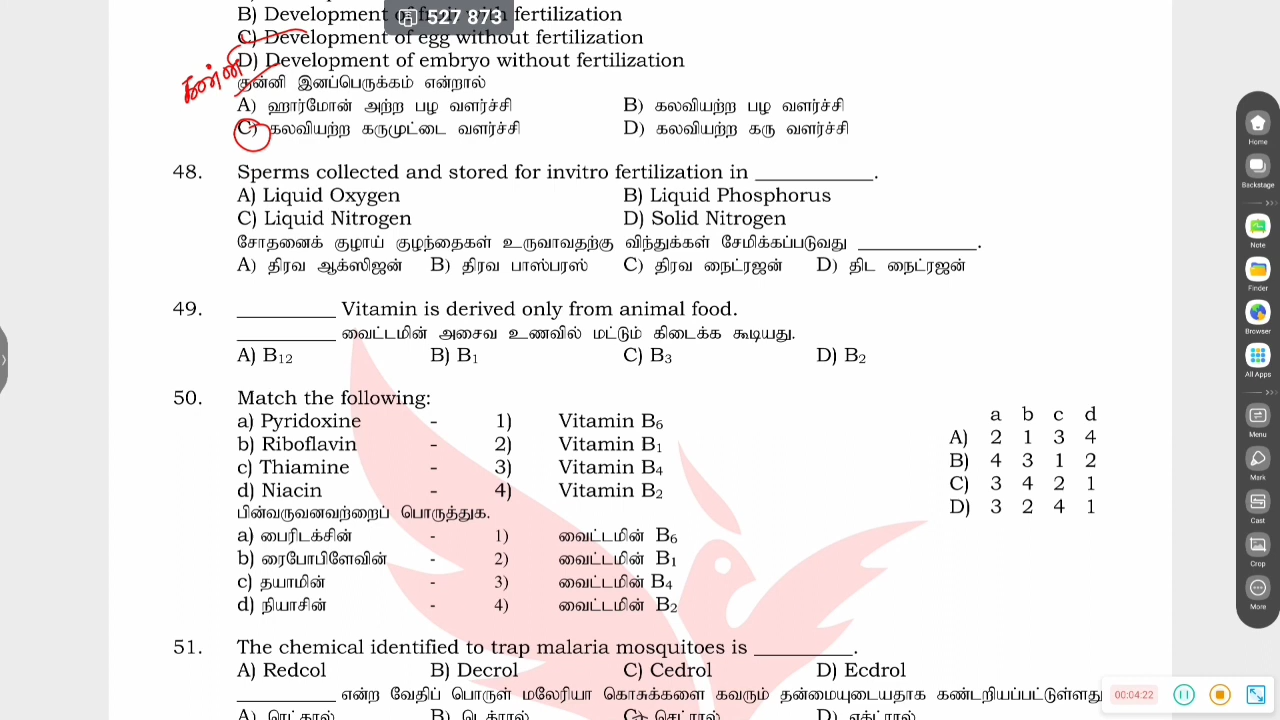 527 873
B) Development of fruit with fertilization
C) Development of egg without fertilization
D) Development of embryo without fertilization
கன்னி
குன்னி இனப்பெருக்கம் என்றால்
A) ஹார்மோன் அற்ற பழ வளர்ச்சி B) கலவியற்ற பழ வளர்ச்சி
C) கலவியற்ற கருமுட்டை வளர்ச்சி D) கலவியற்ற கரு வளர்ச்சி
48. Sperms collected and stored for invitro fertilization in ___________.
A) Liquid Oxygen B) Liquid Phosphorus
C) Liquid Nitrogen D) Solid Nitrogen
சோதனைக் குழாய் குழந்தைகள் உருவாவதற்கு விந்துக்கள் சேமிக்கப்படுவது ___________.
A) திரவ ஆக்ஸிஜன் B) திரவ பாஸ்பரஸ் C) திரவ நைட்ரஜன் D) திட நைட்ரஜன்
49. _________ Vitamin is derived only from animal food.
_________ வைட்டமின் அசைவ உணவில் மட்டும் கிடைக்க கூடியது.
A) B12 B) B1 C) B3 D) B2
50. Match the following:
a) Pyridoxine - 1) Vitamin B6
b) Riboflavin - 2) Vitamin B1
c) Thiamine - 3) Vitamin B4
d) Niacin - 4) Vitamin B2
a b c d
A) 2 1 3 4
B) 4 3 1 2
C) 3 4 2 1
D) 3 2 4 1
பின்வருவனவற்றைப் பொருத்துக.
a) பைரிடக்சின் - 1) வைட்டமின் B6
b) ரைபோபிளேவின் - 2) வைட்டமின் B1
c) தயாமின் - 3) வைட்டமின் B4
d) நியாசின் - 4) வைட்டமின் B2
51. The chemical identified to trap malaria mosquitoes is _________.
A) Redcol B) Decrol C) Cedrol D) Ecdrol
_________ என்ற வேதிப் பொருள் மலேரியா கொசுக்களை கவரும் தன்மையுடையதாக கண்டறியப்பட்டுள்ளது
Home
Backstage
Note
Finder
Browser
All Apps
Menu
Mark
Cast
Crop
More
00:04:22